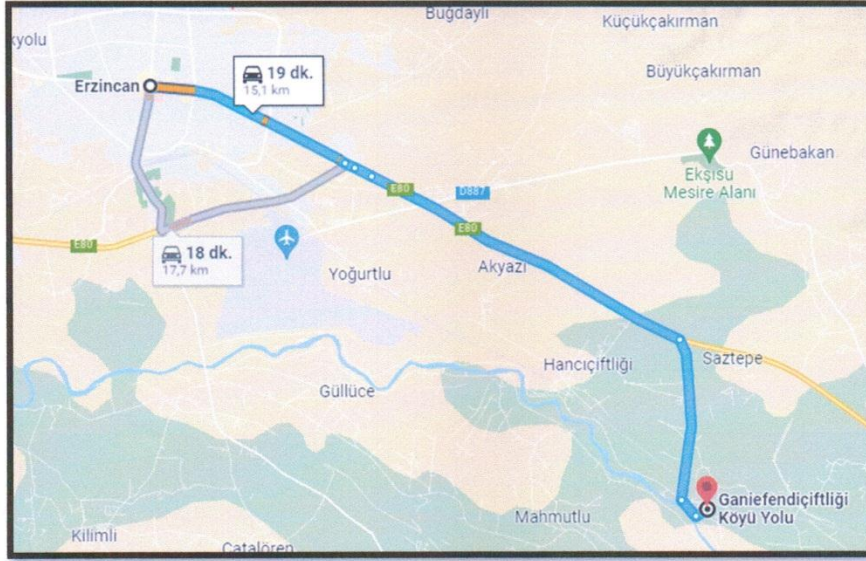 Buğdaylı
Küçükçakırman
Büyükçakırman
Erzincan
19 dk.
15,1 km
Günebakan
Ekşisu
Mesire Alanı
E80
D887
E80
E80
18 dk.
17,7 km
Yoğurtlu
Akyazı
Hancıçiftliği
Saztepe
Güllüce
Ganiefendiçiftliği
Köyü Yolu
Mahmutlu
Kilimli
Çatalören